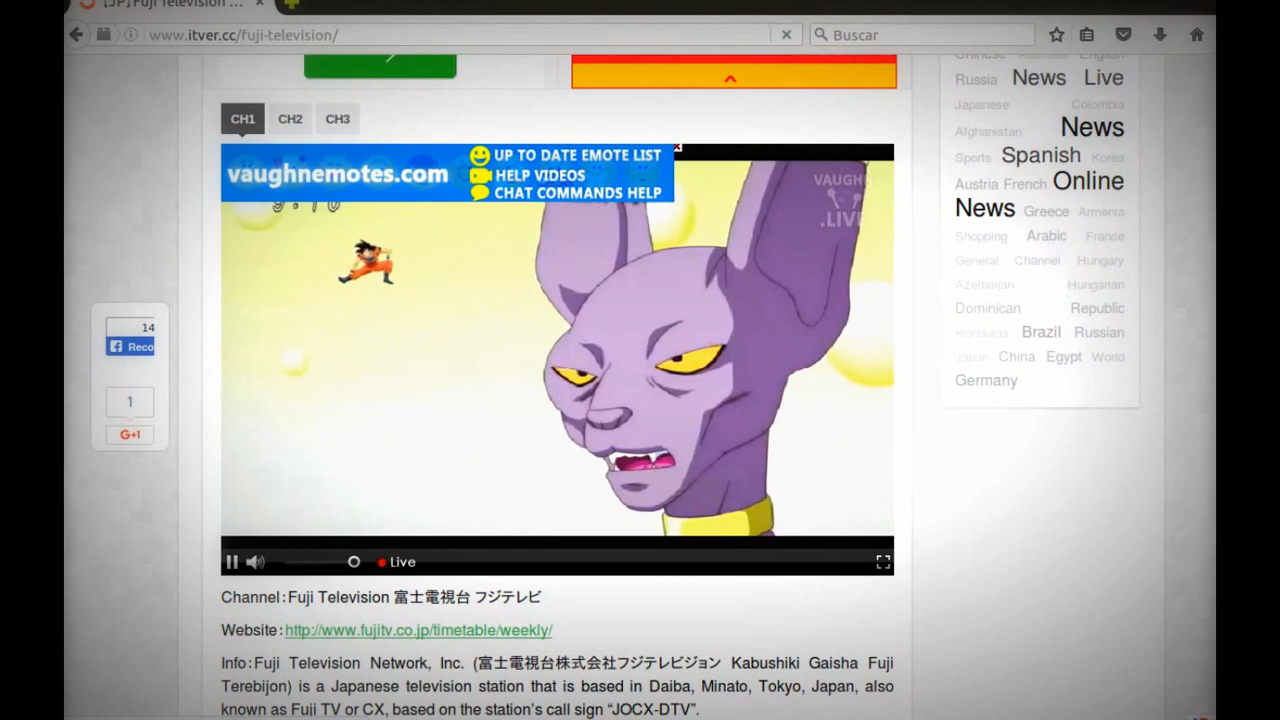 [JP]Fuji Television ...
www.itver.cc/fuji-television/
Buscar
CH1 CH2 CH3
vaughnemotes.com
UP TO DATE EMOTE LIST
HELP VIDEOS
CHAT COMMANDS HELP
VAUGHN
.LIVE
Live
14
Reco
1
G+1
Channel:Fuji Television 富士電視台 フジテレビ
Website:http://www.fujitv.co.jp/timetable/weekly/
Info:Fuji Television Network, Inc. (富士電視台株式会社フジテレビジョン Kabushiki Gaisha Fuji
Terebijon) is a Japanese television station that is based in Daiba, Minato, Tokyo, Japan, also
known as Fuji TV or CX, based on the station's call sign “JOCX-DTV”.
Chinese Australia English
Russia News Live
Japanese Colombia
Afghanistan News
Sports Spanish Korea
Austria French Online
News Greece Armenia
Shopping Arabic France
General Channel Hungary
Azerbaijan Hungarian
Dominican Republic
Honduras Brazil Russian
Japan China Egypt World
Germany